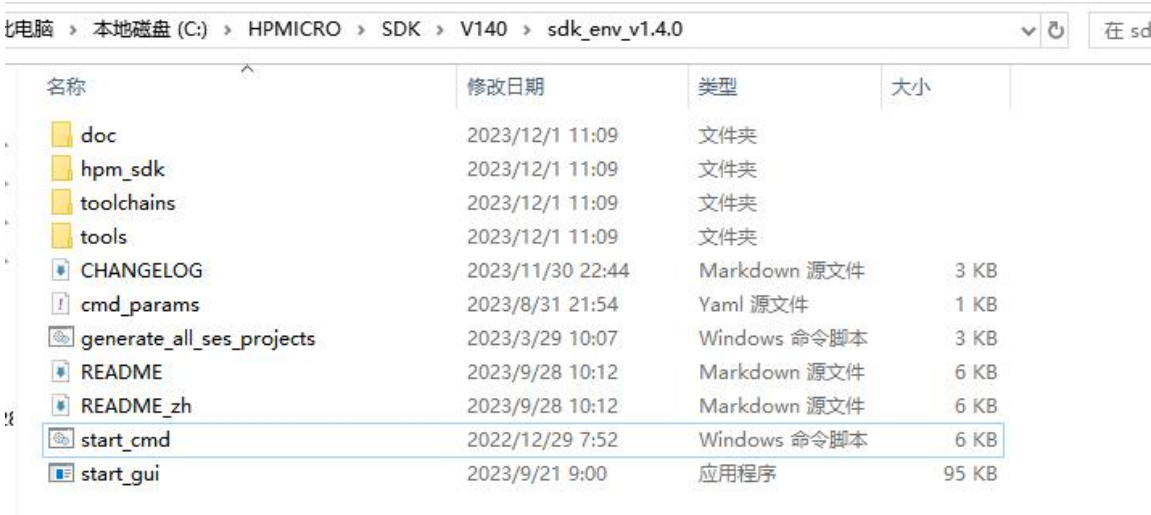 此电脑 › 本地磁盘 (C:) › HPMICRO › SDK › V140 › sdk_env_v1.4.0 在 sd
名称 修改日期 类型 大小
doc 2023/12/1 11:09 文件夹
hpm_sdk 2023/12/1 11:09 文件夹
toolchains 2023/12/1 11:09 文件夹
tools 2023/12/1 11:09 文件夹
CHANGELOG 2023/11/30 22:44 Markdown 源文件 3 KB
cmd_params 2023/8/31 21:54 Yaml 源文件 1 KB
generate_all_ses_projects 2023/3/29 10:07 Windows 命令脚本 3 KB
README 2023/9/28 10:12 Markdown 源文件 6 KB
README_zh 2023/9/28 10:12 Markdown 源文件 6 KB
start_cmd 2022/12/29 7:52 Windows 命令脚本 6 KB
start_gui 2023/9/21 9:00 应用程序 95 KB